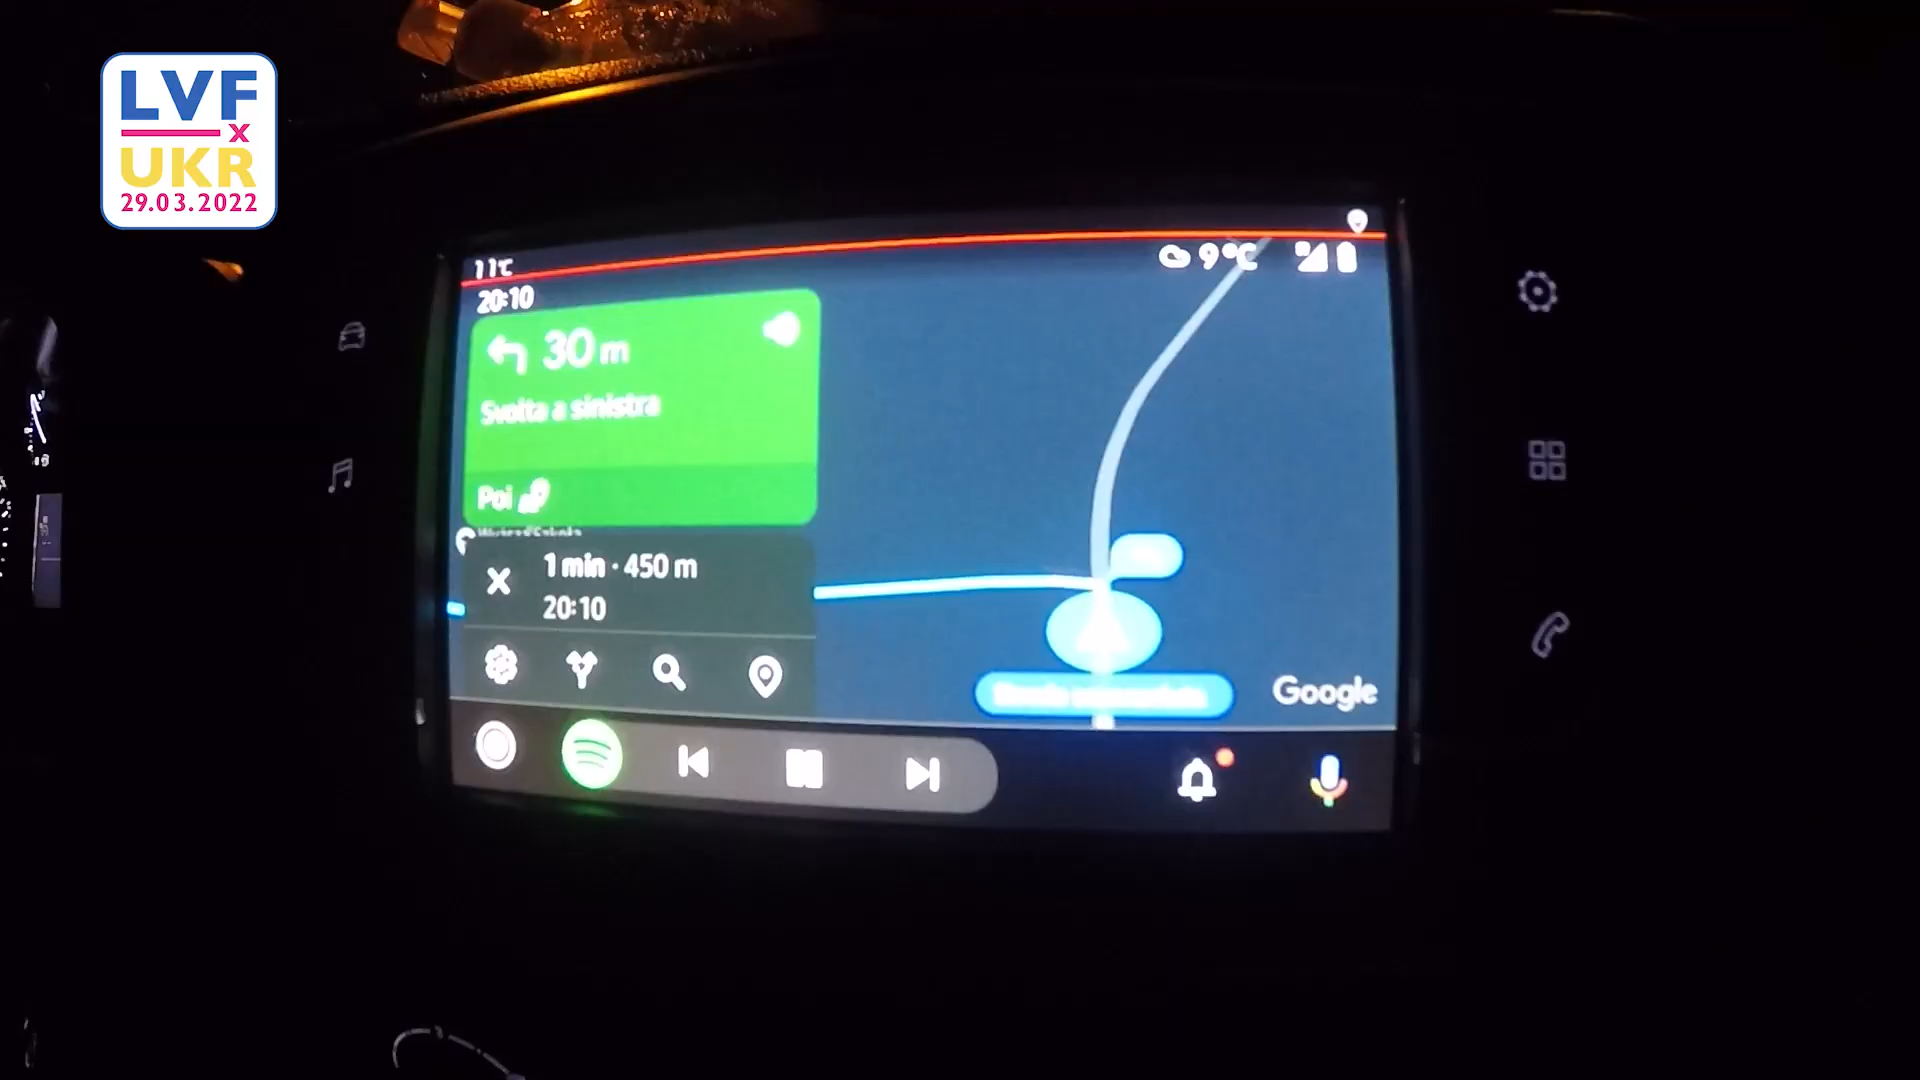 LVF
x
UKR
29.03.2022
11℃
9℃
20:10
30 m
Svolta a sinistra
Poi
1 min · 450 m
20:10
Google